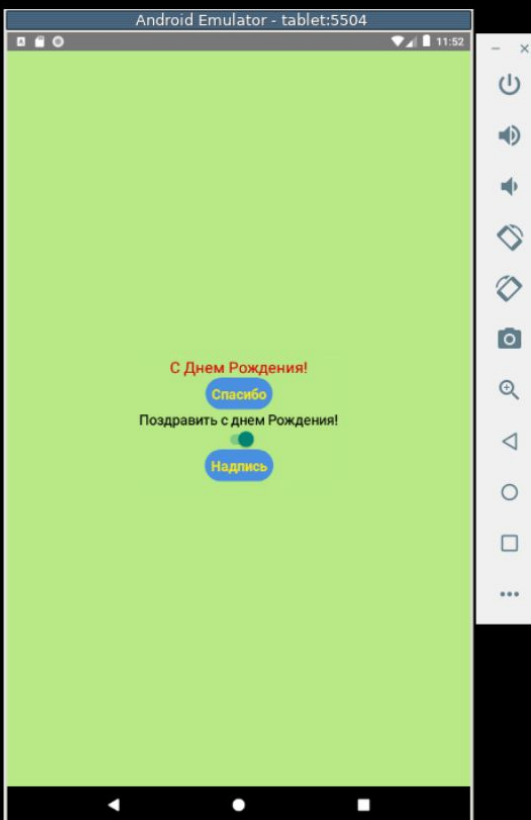 Android Emulator - tablet:5504
11:52
С Днем Рождения!
Спасибо
Поздравить с днем Рождения!
Надпись